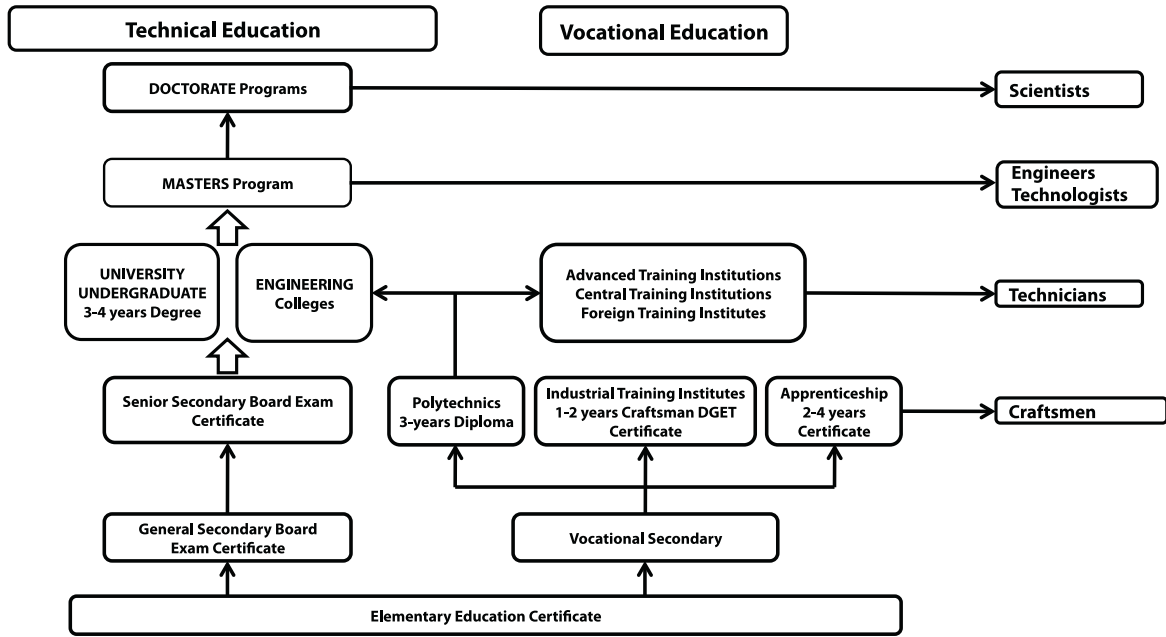 Technical Education
Vocational Education
DOCTORATE Programs
Scientists
MASTERS Program
Engineers
Technologists
UNIVERSITY
UNDERGRADUATE
3-4 years Degree
ENGINEERING
Colleges
Advanced Training Institutions
Central Training Institutions
Foreign Training Institutes
Technicians
Senior Secondary Board Exam
Certificate
Polytechnics
3-years Diploma
Industrial Training Institutes
1-2 years Craftsman DGET
Certificate
Apprenticeship
2-4 years
Certificate
Craftsmen
General Secondary Board
Exam Certificate
Vocational Secondary
Elementary Education Certificate